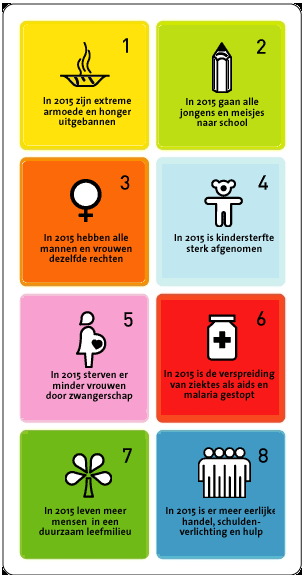 1
In 2015 zijn extreme
armoede en honger
uitgebannen
2
In 2015 gaan alle
jongens en meisjes
naar school
3
In 2015 hebben alle
mannen en vrouwen
dezelfde rechten
4
In 2015 is kindersterfte
sterk afgenomen
5
In 2015 sterven er
minder vrouwen
door zwangerschap
6
In 2015 is de verspreiding
van ziektes als aids en
malaria gestopt
7
In 2015 leven meer
mensen in een
duurzaam leefmilieu
8
In 2015 is er meer eerlijke
handel, schulden-
verlichting en hulp